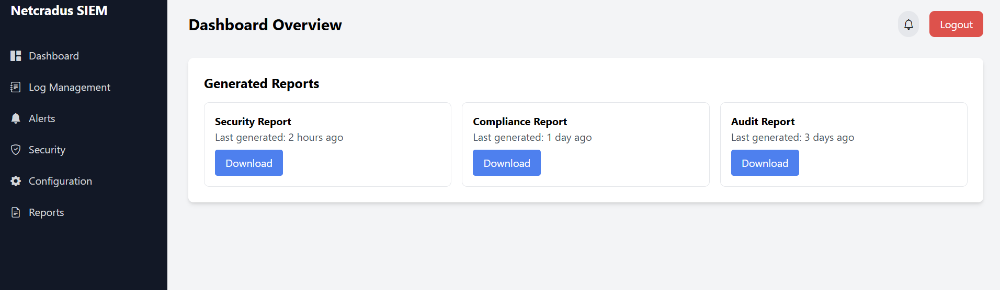 Netcradus SIEM
Dashboard
Log Management
Alerts
Security
Configuration
Reports
Dashboard Overview
Logout
Generated Reports
Security Report
Last generated: 2 hours ago
Download
Compliance Report
Last generated: 1 day ago
Download
Audit Report
Last generated: 3 days ago
Download